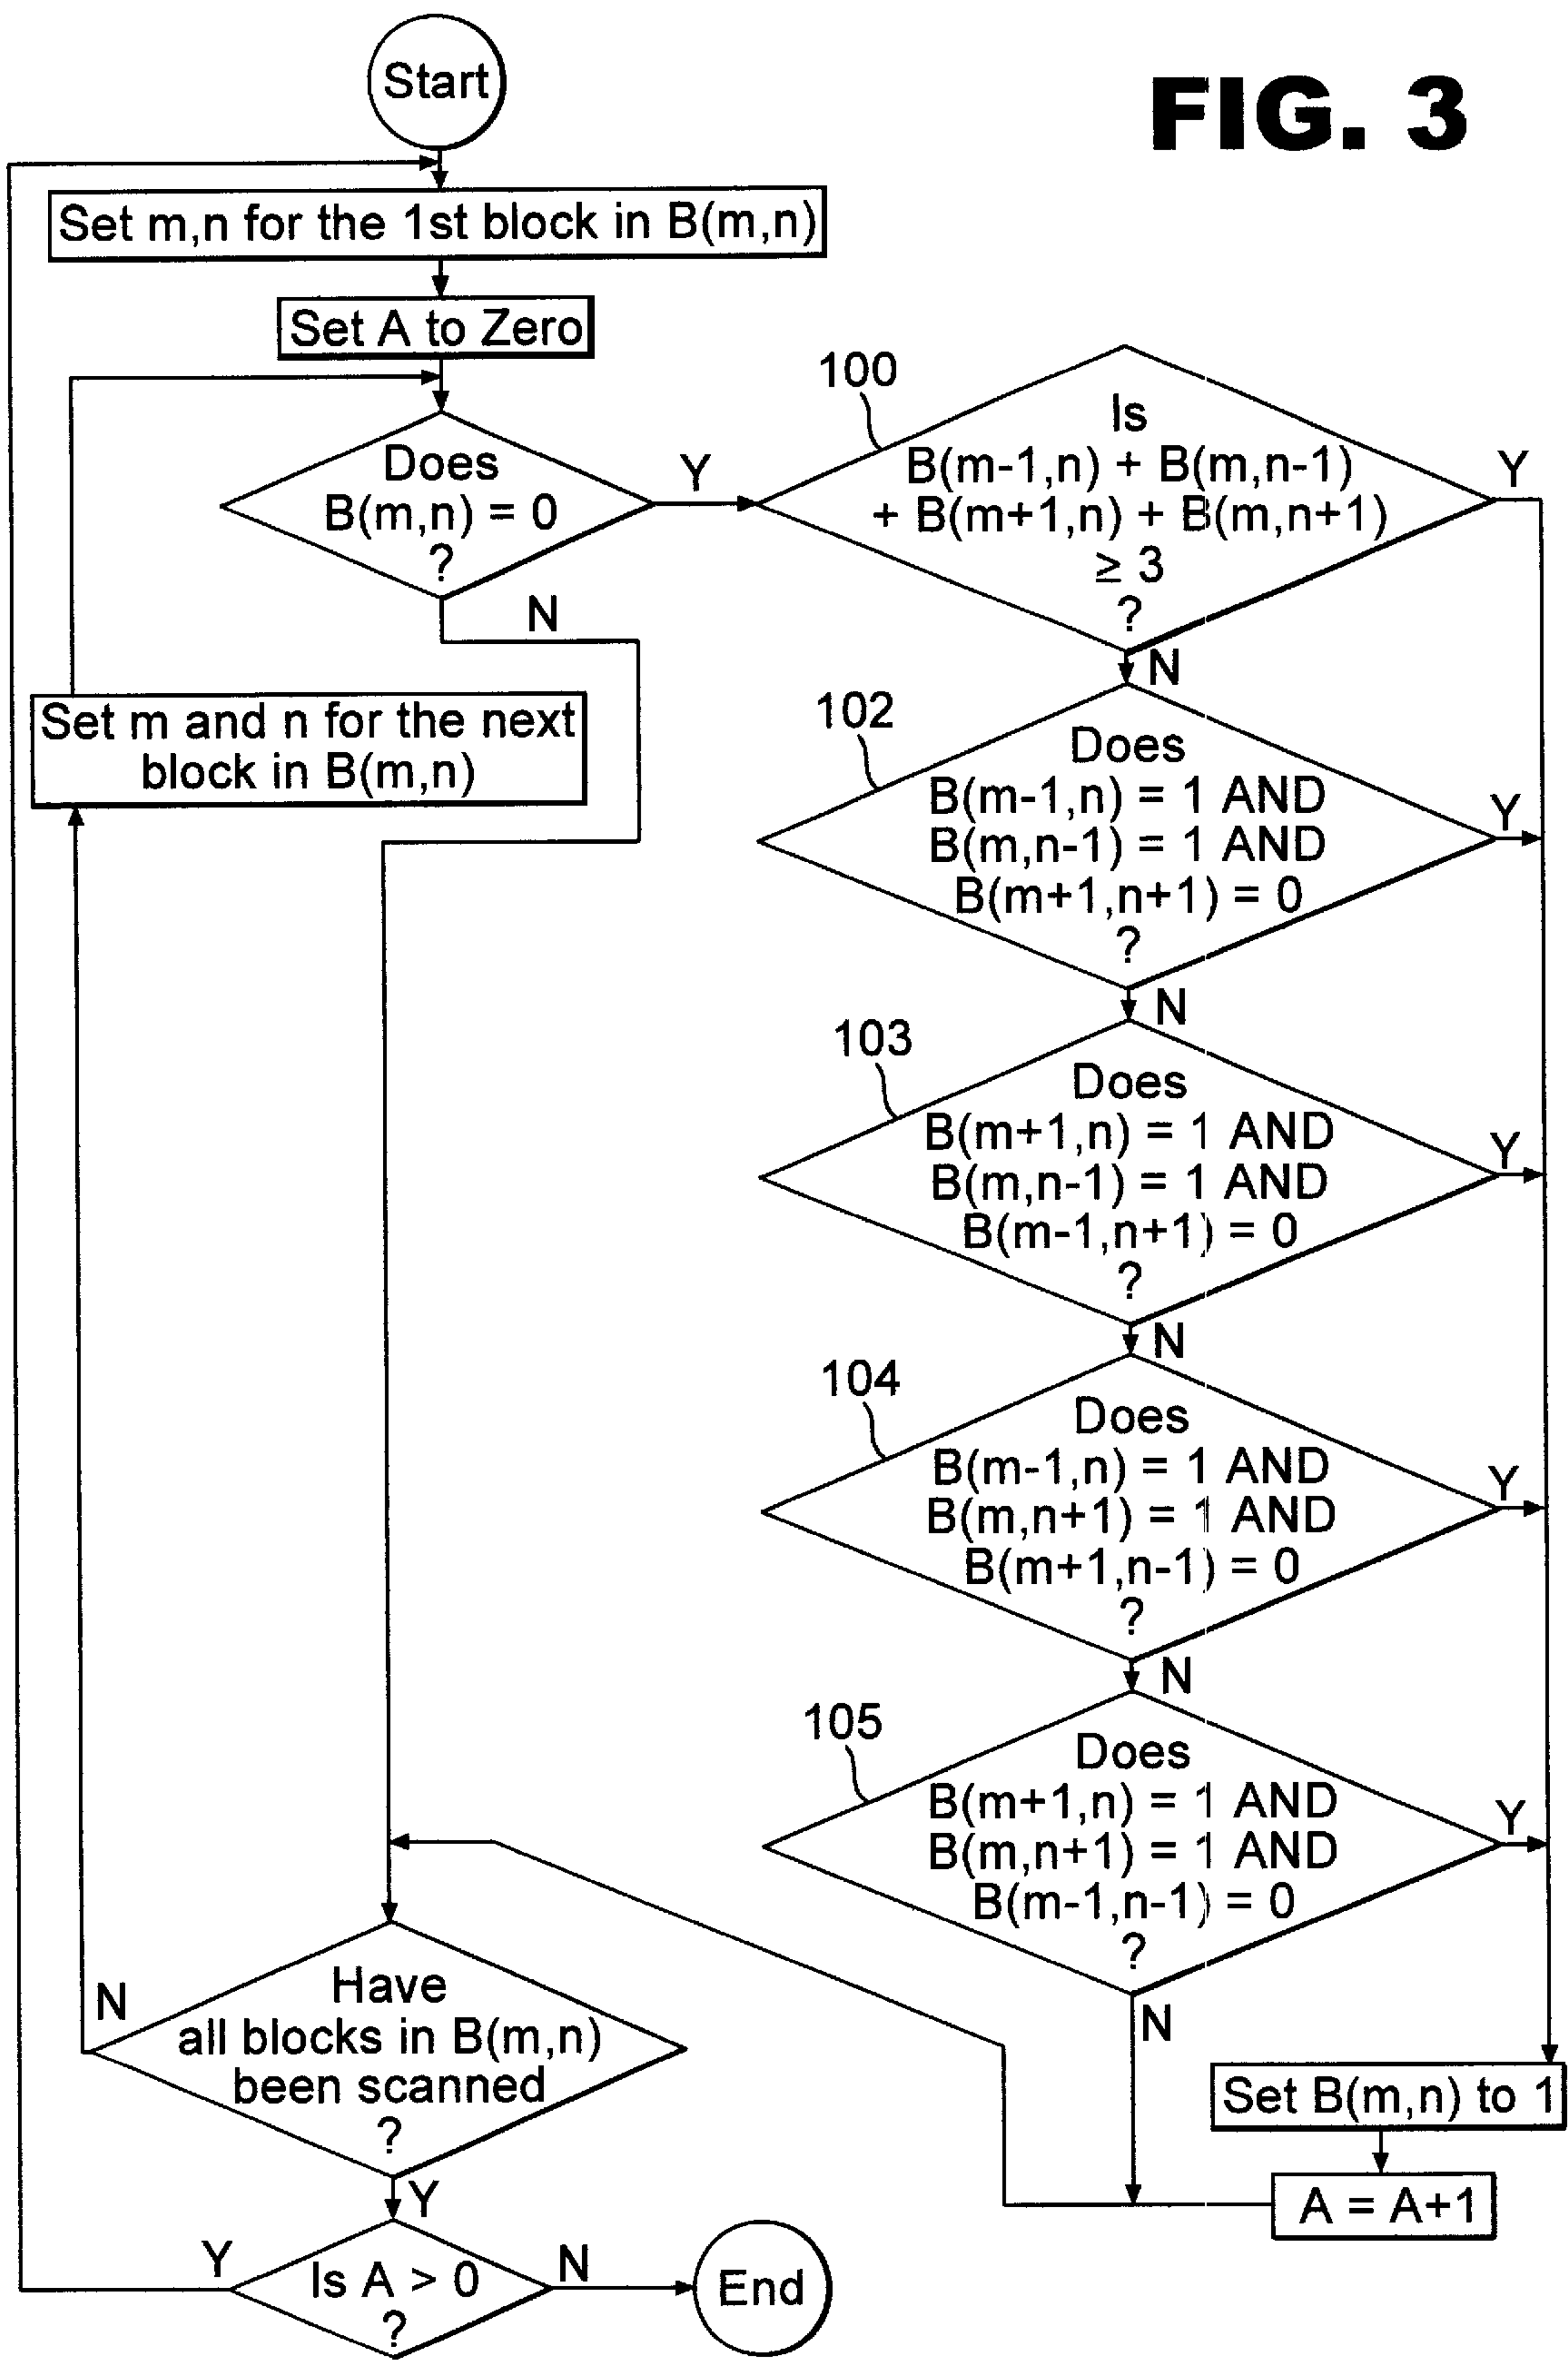 FIG. 3
Start
Set m,n for the 1st block in B(m,n)
Set A to Zero
Does
B(m,n) = 0
?
Y
N
100
Is
B(m-1,n) + B(m,n-1)
+ B(m+1,n) + B(m,n+1)
≥ 3
?
Y
N
Set m and n for the next
block in B(m,n)
102
Does
B(m-1,n) = 1 AND
B(m,n-1) = 1 AND
B(m+1,n+1) = 0
?
Y
N
103
Does
B(m+1,n) = 1 AND
B(m,n-1) = 1 AND
B(m-1,n+1) = 0
?
Y
N
104
Does
B(m-1,n) = 1 AND
B(m,n+1) = 1 AND
B(m+1,n-1) = 0
?
Y
N
105
Does
B(m+1,n) = 1 AND
B(m,n+1) = 1 AND
B(m-1,n-1) = 0
?
Y
N
Have
all blocks in B(m,n)
been scanned
?
N
Y
Set B(m,n) to 1
A = A+1
Is A > 0
?
Y
N
End